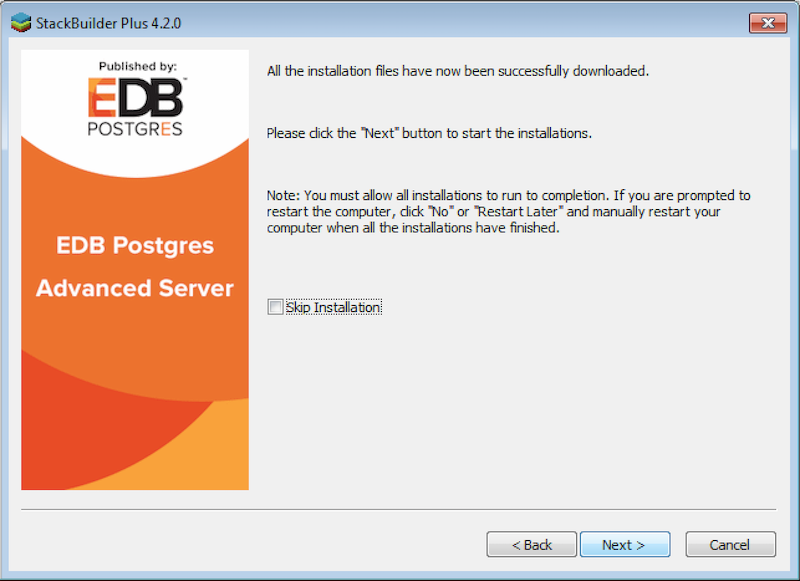 StackBuilder Plus 4.2.0
Published by:
EDB™
POSTGRES
EDB Postgres
Advanced Server
All the installation files have now been successfully downloaded.
Please click the "Next" button to start the installations.
Note: You must allow all installations to run to completion. If you are prompted to
restart the computer, click "No" or "Restart Later" and manually restart your
computer when all the installations have finished.
Skip Installation
< Back
Next >
Cancel